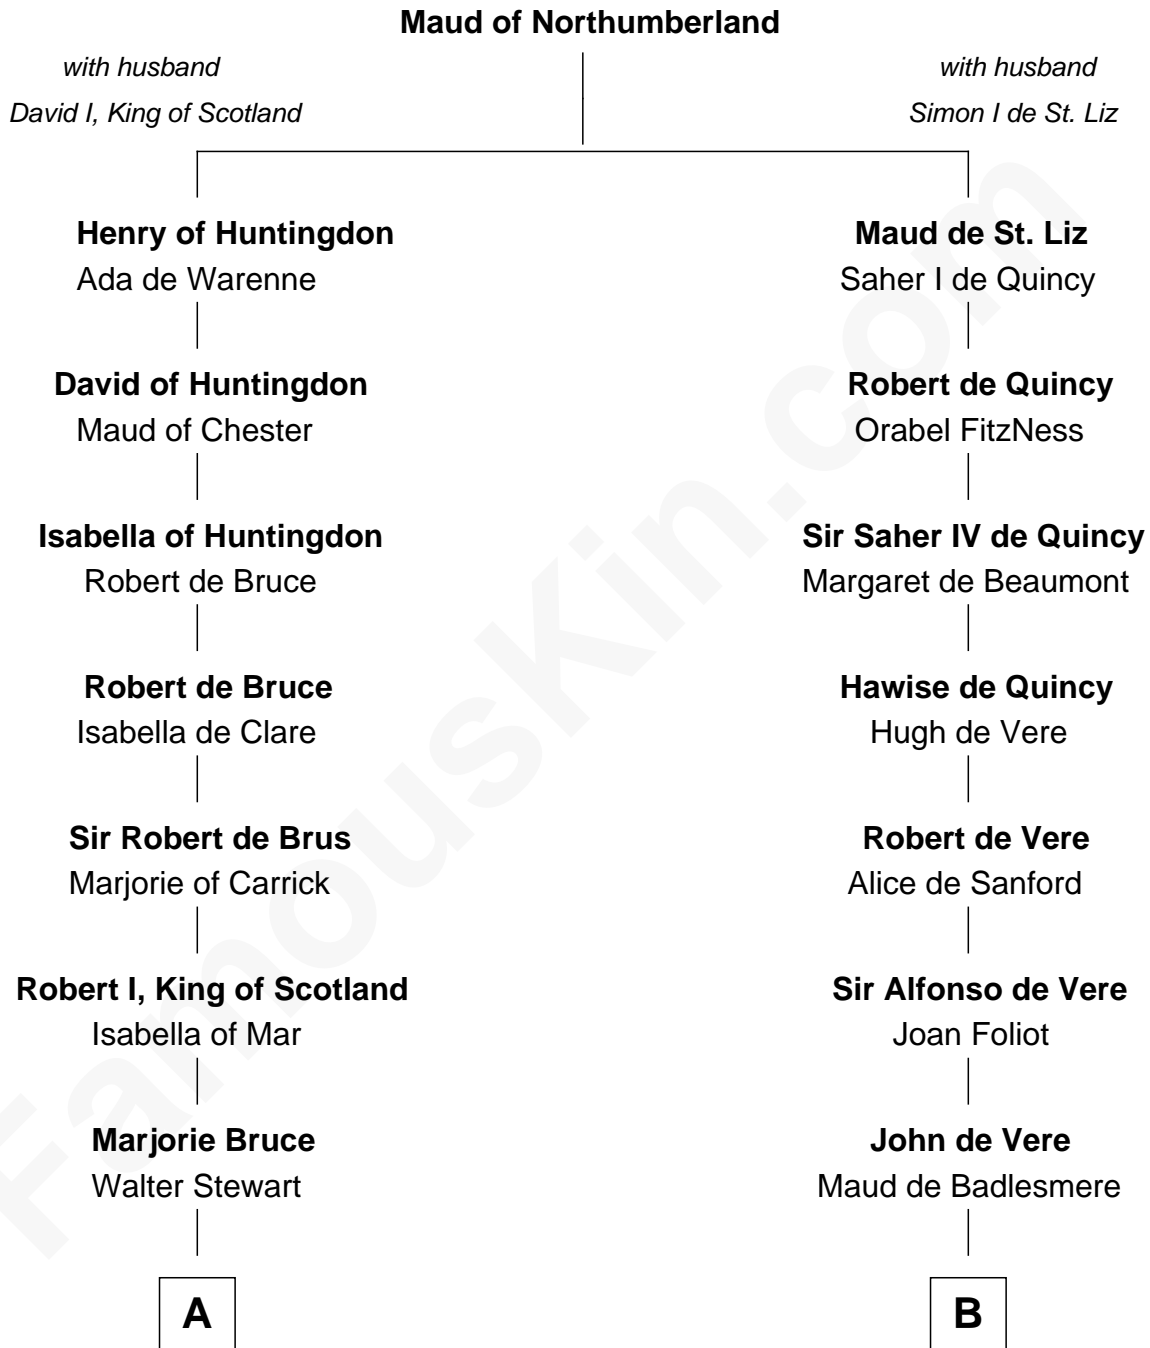 Maud of Northumberland
with husband
David I, King of Scotland
with husband
Simon I de St. Liz
Henry of Huntingdon
Ada de Warenne
Maud de St. Liz
Saher I de Quincy
David of Huntingdon
Maud of Chester
Robert de Quincy
Orabel FitzNess
Isabella of Huntingdon
Robert de Bruce
Sir Saher IV de Quincy
Margaret de Beaumont
Robert de Bruce
Isabella de Clare
Hawise de Quincy
Hugh de Vere
Sir Robert de Brus
Marjorie of Carrick
Robert de Vere
Alice de Sanford
Robert I, King of Scotland
Isabella of Mar
Sir Alfonso de Vere
Joan Foliot
Marjorie Bruce
Walter Stewart
John de Vere
Maud de Badlesmere
A
B
FamousKin.com